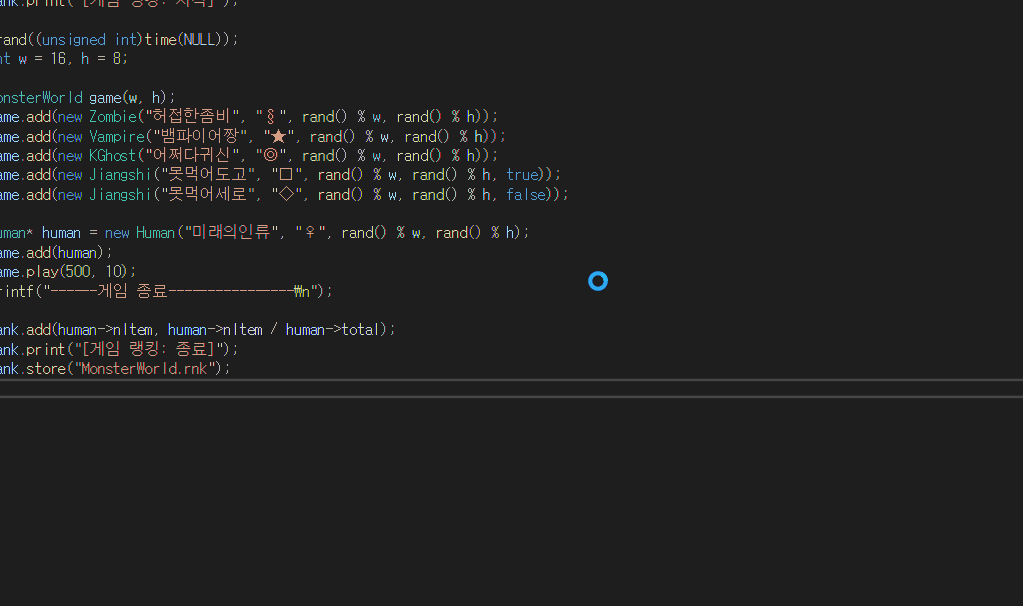 ank.print("[게임 랭킹: 시작]");
rand((unsigned int)time(NULL));
nt w = 16, h = 8;
onsterWorld game(w, h);
ame.add(new Zombie("허접한좀비", "§", rand() % w, rand() % h));
ame.add(new Vampire("뱀파이어짱", "★", rand() % w, rand() % h));
ame.add(new KGhost("어쩌다귀신", "◎", rand() % w, rand() % h));
ame.add(new Jiangshi("못먹어도고", "□", rand() % w, rand() % h, true));
ame.add(new Jiangshi("못먹어세로", "◇", rand() % w, rand() % h, false));
uman* human = new Human("미래의인류", "♀", rand() % w, rand() % h);
ame.add(human);
ame.play(500, 10);
rintf("------게임 종료----------------₩n");
ank.add(human->nItem, human->nItem / human->total);
ank.print("[게임 랭킹: 종료]");
ank.store("MonsterWorld.rnk");